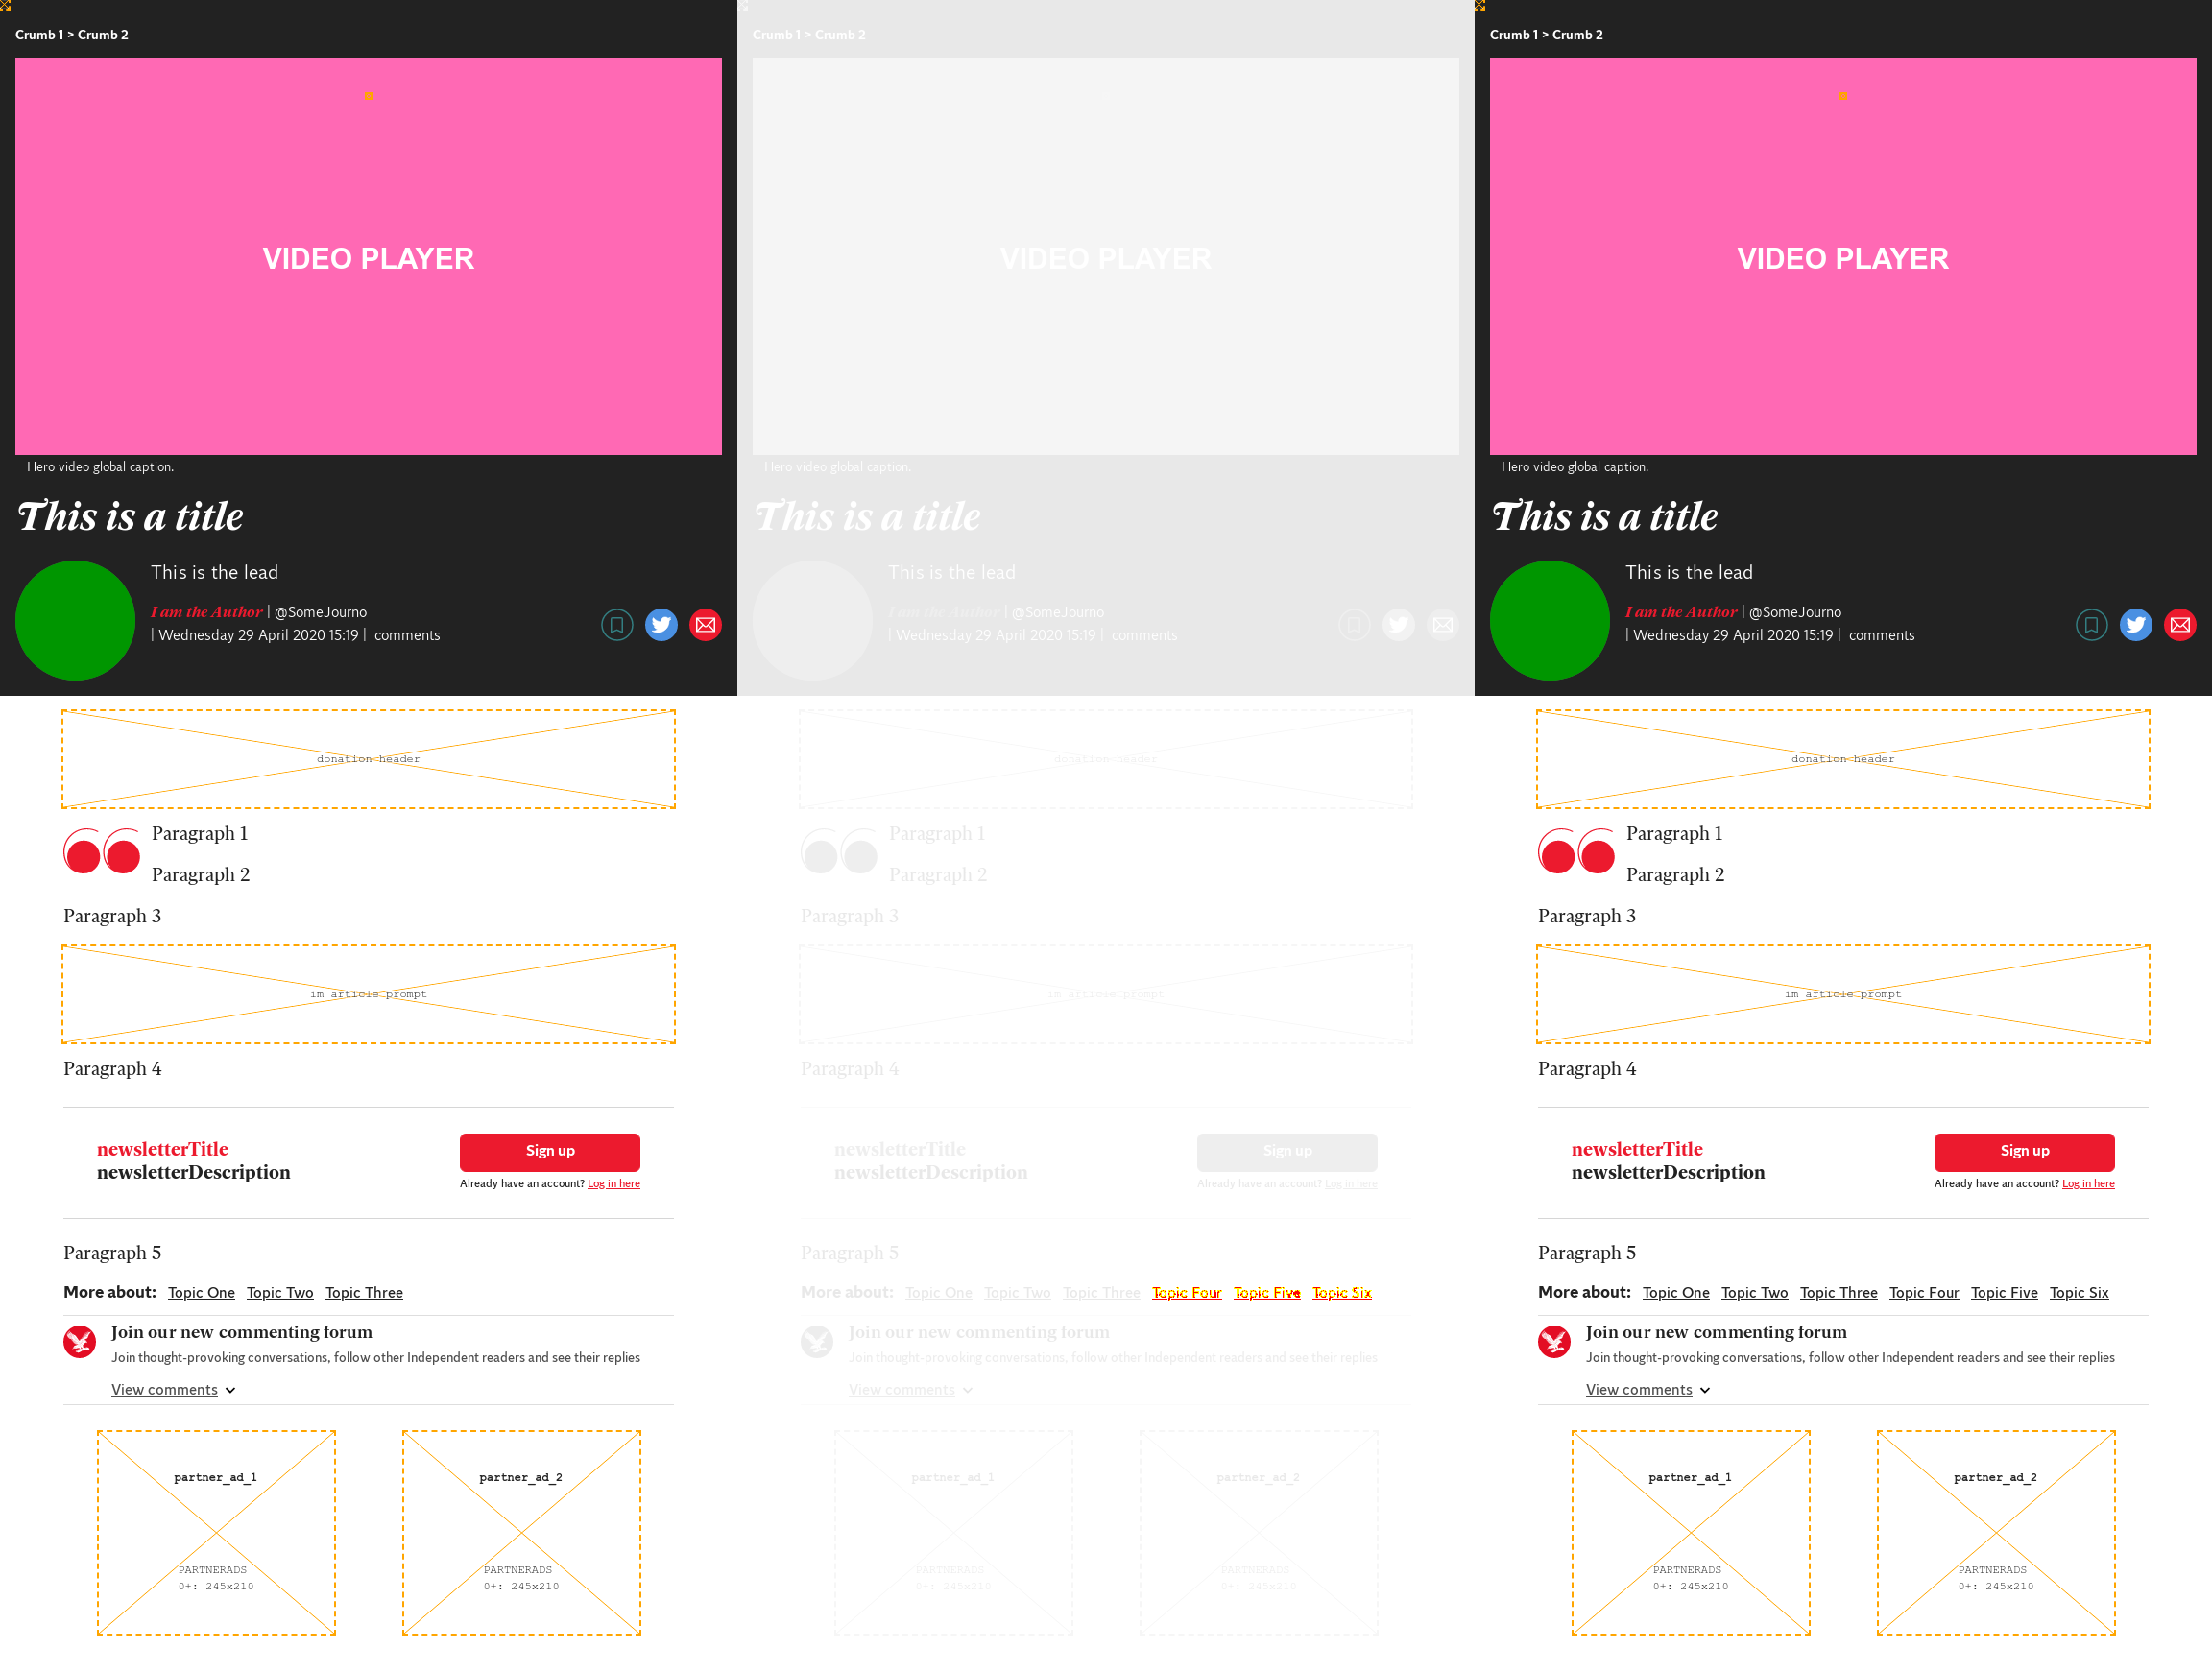 Crumb 1 > Crumb 2
VIDEO PLAYER
Hero video global caption.
This is a title
This is the lead
I am the Author | @SomeJourno
| Wednesday 29 April 2020 15:19 | comments
donation header
Paragraph 1
Paragraph 2
Paragraph 3
im article prompt
Paragraph 4
newsletterTitle
newsletterDescription
Sign up
Already have an account? Log in here
Paragraph 5
More about: Topic One Topic Two Topic Three
Join our new commenting forum
Join thought-provoking conversations, follow other Independent readers and see their replies
View comments
partner_ad_1
PARTNERADS
0+: 245x210
partner_ad_2
PARTNERADS
0+: 245x210
Crumb 1 > Crumb 2
VIDEO PLAYER
Hero video global caption.
This is a title
This is the lead
I am the Author | @SomeJourno
| Wednesday 29 April 2020 15:19 | comments
donation header
Paragraph 1
Paragraph 2
Paragraph 3
im article prompt
Paragraph 4
newsletterTitle
newsletterDescription
Sign up
Already have an account? Log in here
Paragraph 5
More about: Topic One Topic Two Topic Three Topic Four Topic Five Topic Six
Join our new commenting forum
Join thought-provoking conversations, follow other Independent readers and see their replies
View comments
partner_ad_1
PARTNERADS
0+: 245x210
partner_ad_2
PARTNERADS
0+: 245x210
Crumb 1 > Crumb 2
VIDEO PLAYER
Hero video global caption.
This is a title
This is the lead
I am the Author | @SomeJourno
| Wednesday 29 April 2020 15:19 | comments
donation header
Paragraph 1
Paragraph 2
Paragraph 3
im article prompt
Paragraph 4
newsletterTitle
newsletterDescription
Sign up
Already have an account? Log in here
Paragraph 5
More about: Topic One Topic Two Topic Three Topic Four Topic Five Topic Six
Join our new commenting forum
Join thought-provoking conversations, follow other Independent readers and see their replies
View comments
partner_ad_1
PARTNERADS
0+: 245x210
partner_ad_2
PARTNERADS
0+: 245x210